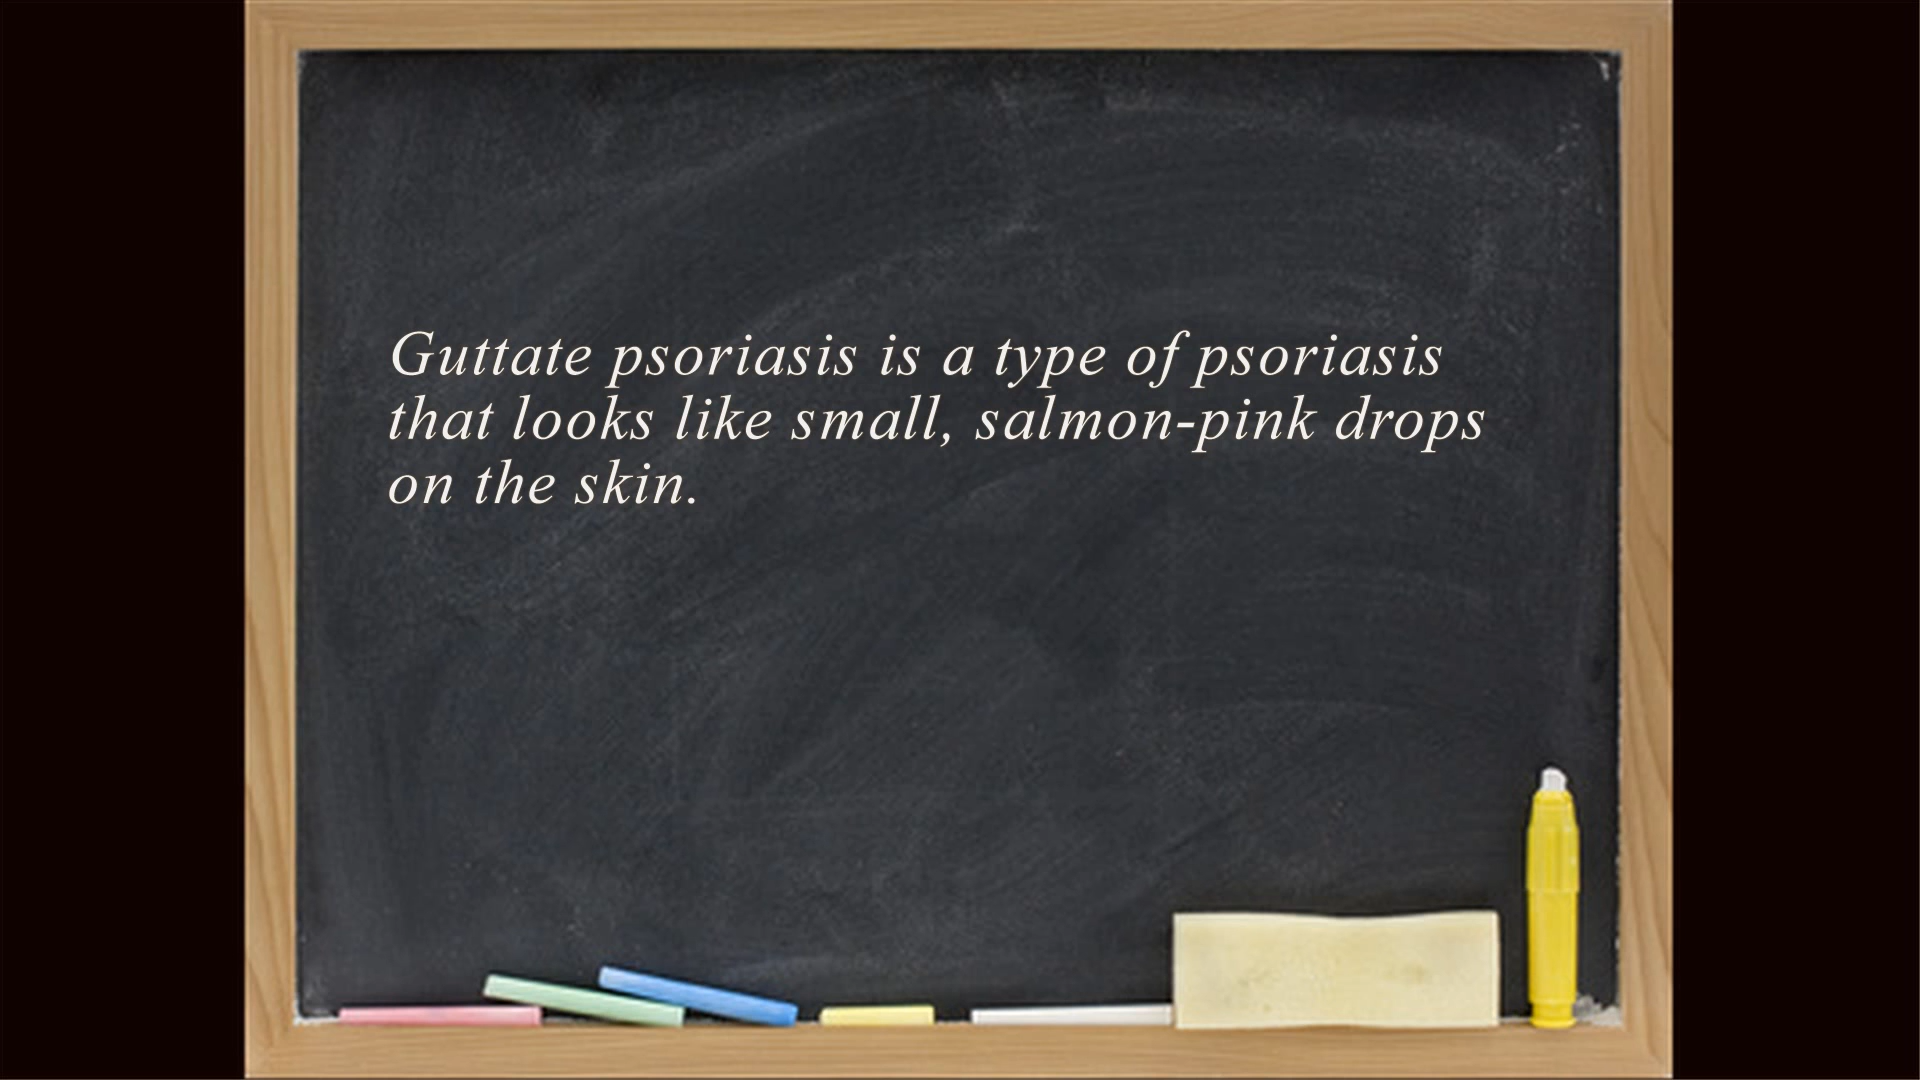 Guttate psoriasis is a type of psoriasis
that looks like small, salmon-pink drops
on the skin.